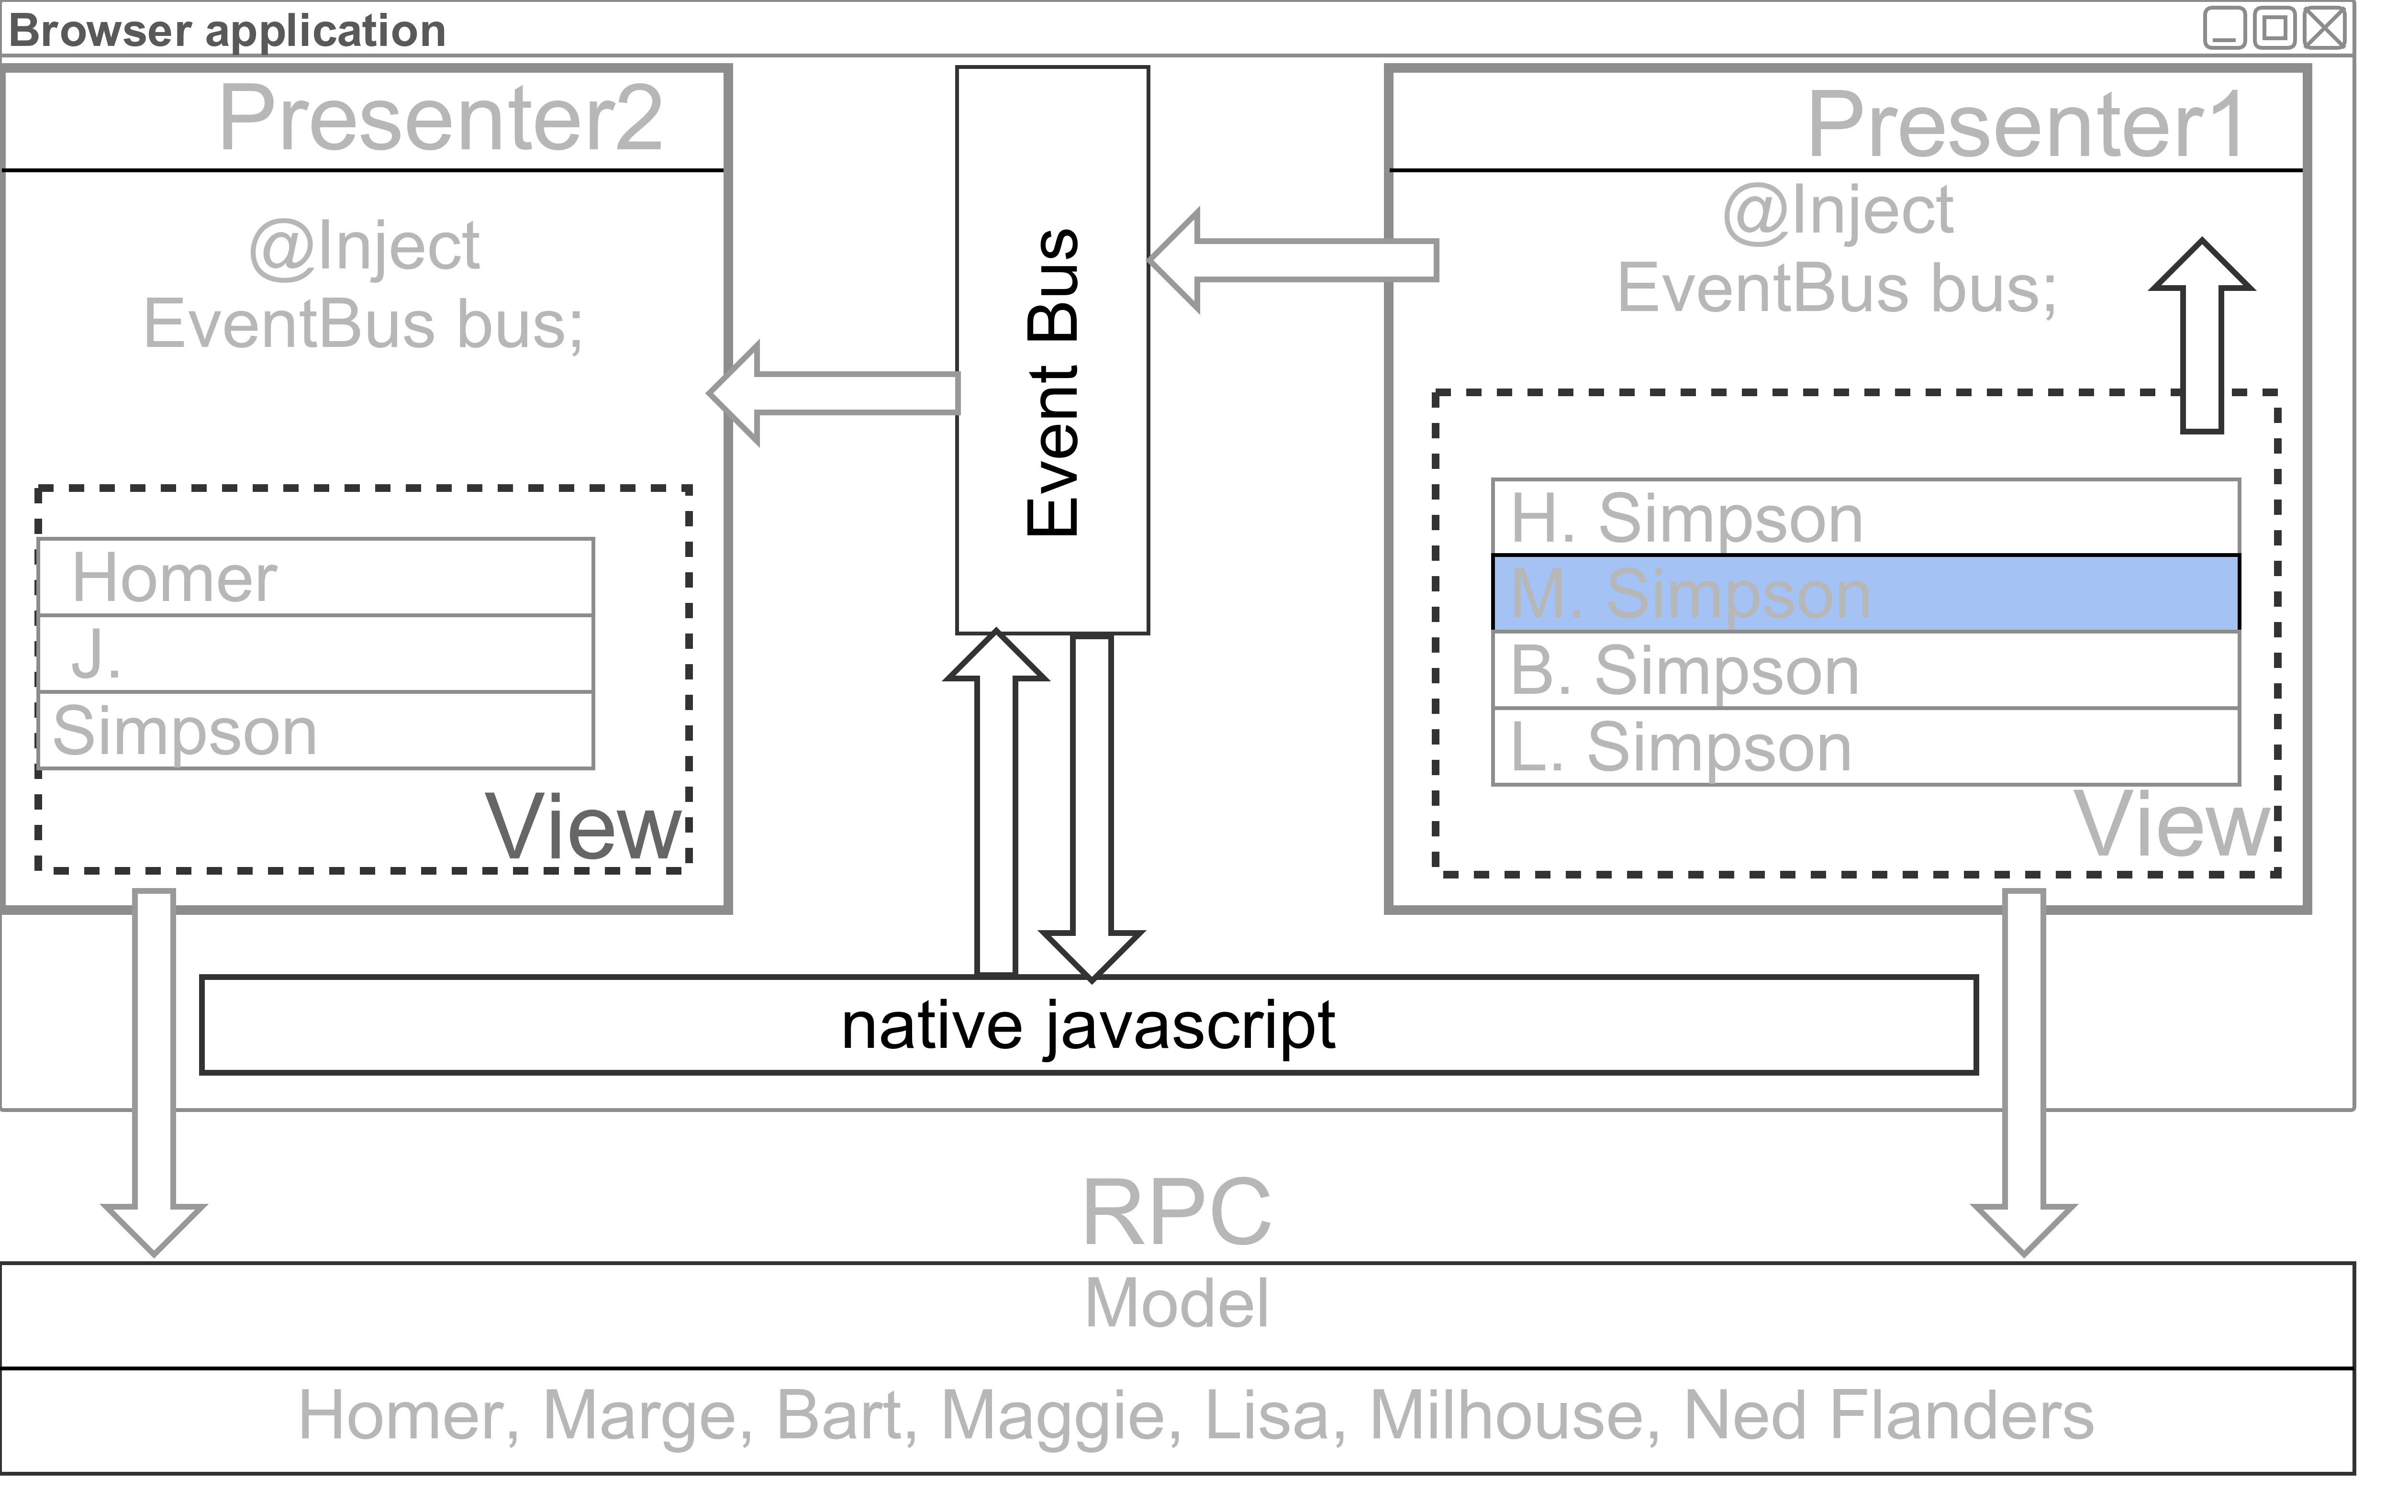 Browser application
Presenter2
@Inject
EventBus bus;
Homer
J.
Simpson
View
Event Bus
Presenter1
@Inject
EventBus bus;
H. Simpson
M. Simpson
B. Simpson
L. Simpson
View
native javascript
RPC
Model
Homer, Marge, Bart, Maggie, Lisa, Milhouse, Ned Flanders